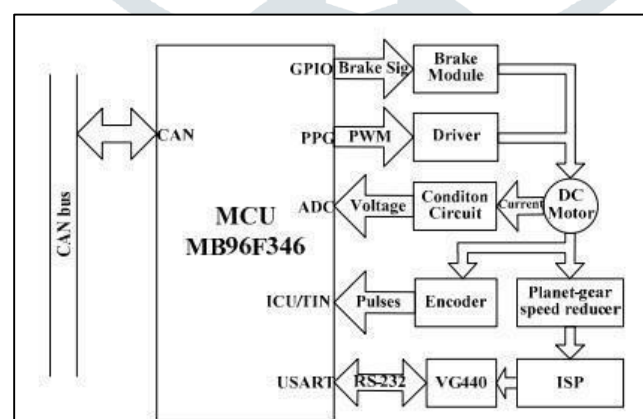 GPIO
Brake Sig
Brake
Module
CAN
PPG
PWM
Driver
MCU
MB96F346
ADC
Voltage
Conditon
Circuit
Current
DC
Motor
CAN bus
ICU/TIN
Pulses
Encoder
Planet-gear
speed reducer
USART
RS-232
VG440
ISP